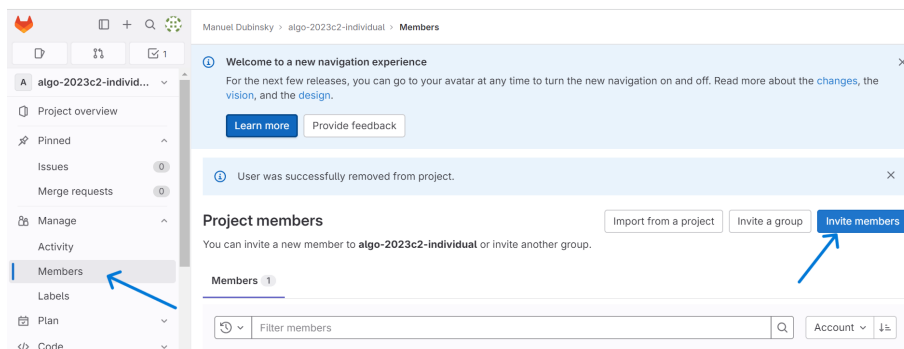 Manuel Dubinsky > algo-2023c2-individual > Members
1
A algo-2023c2-individ...
Project overview
Pinned
Issues 0
Merge requests 0
Manage
Activity
Members
Labels
Plan
Code
Welcome to a new navigation experience
For the next few releases, you can go to your avatar at any time to turn the new navigation on and off. Read more about the changes, the
vision, and the design.
Learn more Provide feedback
User was successfully removed from project.
Project members
Import from a project Invite a group Invite members
You can invite a new member to algo-2023c2-individual or invite another group.
Members 1
Filter members Account